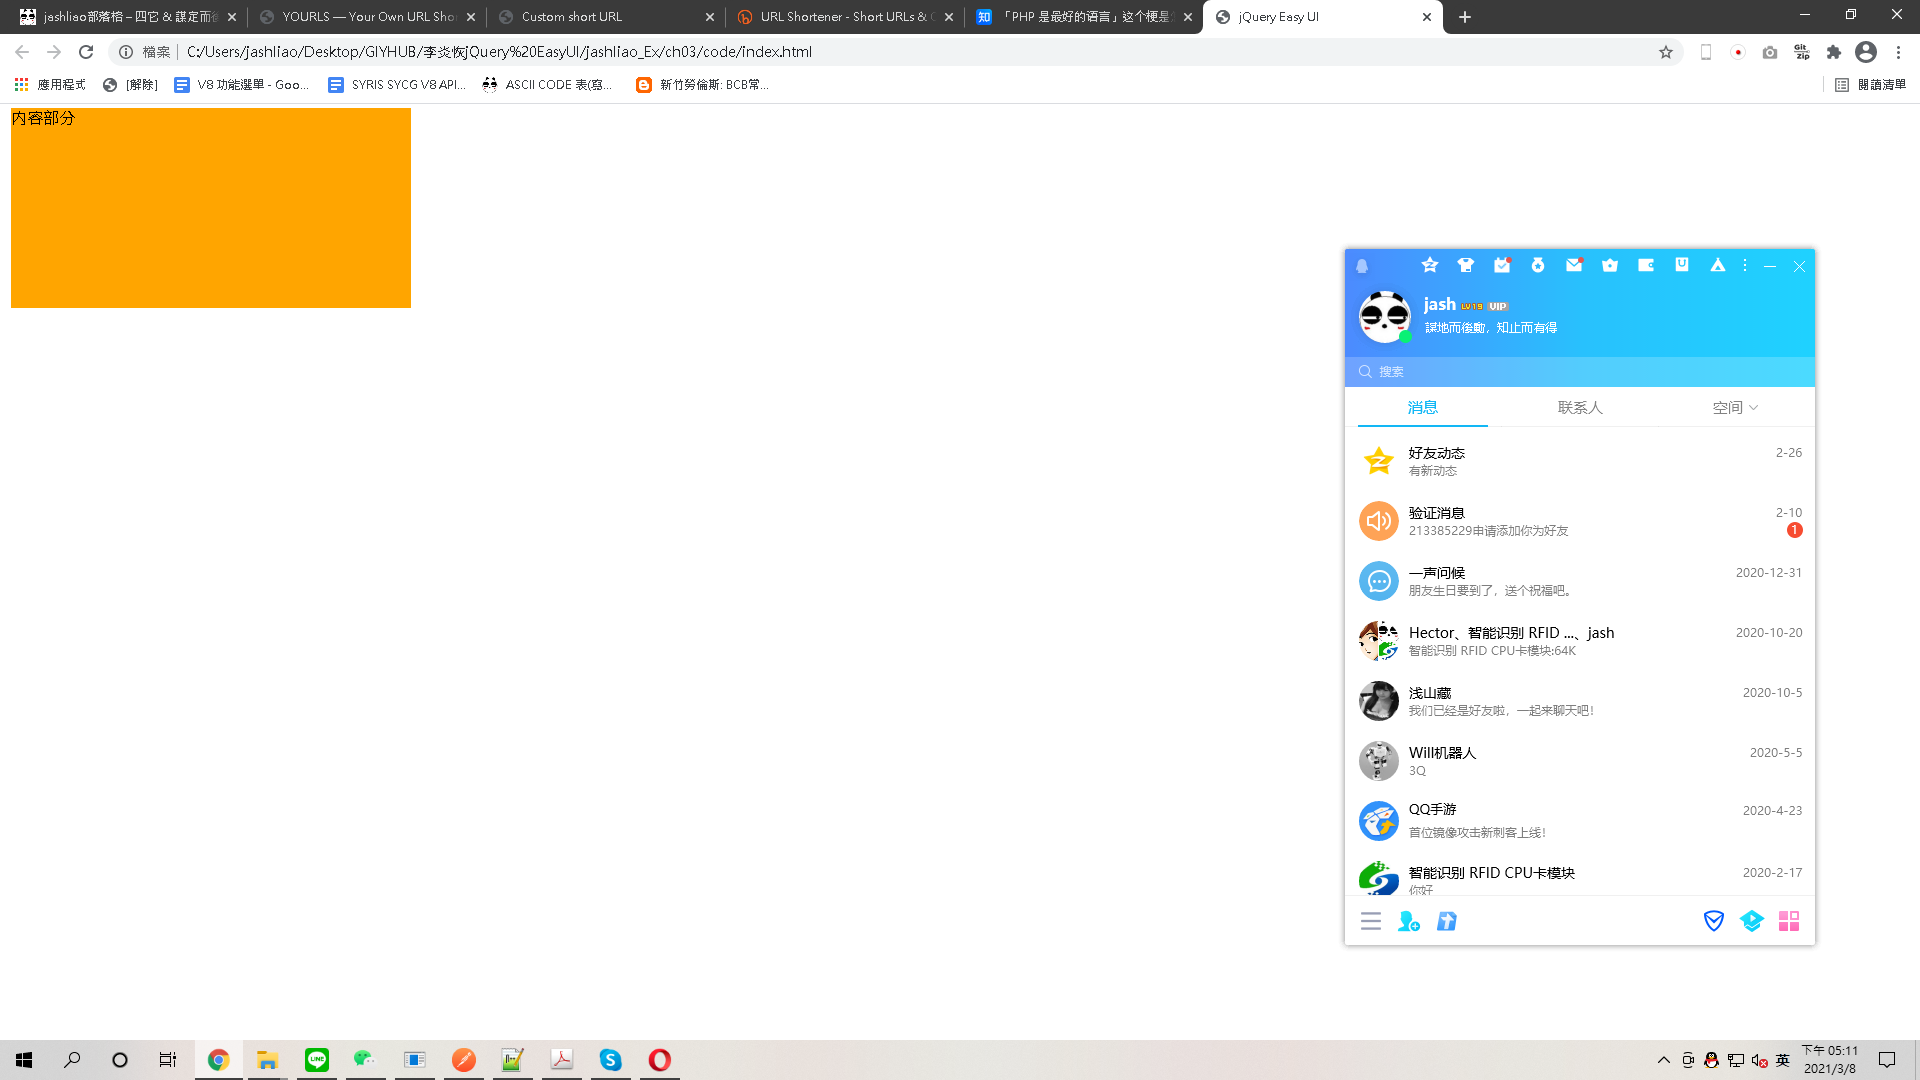 jashliao部落格 – 四它 & 謀定而後
YOURLS — Your Own URL Shor
Custom short URL
URL Shortener - Short URLs & C
「PHP 是最好的语言」这个梗是怎
jQuery Easy UI
檔案
C:/Users/jashliao/Desktop/GIYHUB/李炎恢jQuery%20EasyUI/jashliao_Ex/ch03/code/index.html
應用程式
[解除]
V8 功能選單 - Goo...
SYRIS SYCG V8 API...
ASCII CODE 表(寫...
新竹勞倫斯: BCB常...
閱讀清單
内容部分
jash LV19 VIP
謀地而後動，知止而有得
搜索
消息
联系人
空间
好友动态
2-26
有新动态
验证消息
2-10
213385229申请添加你为好友
1
一声问候
2020-12-31
朋友生日要到了，送个祝福吧。
Hector、智能识别 RFID ...、jash
2020-10-20
智能识别 RFID CPU卡模块:64K
浅山藏
2020-10-5
我们已经是好友啦，一起来聊天吧！
Will机器人
2020-5-5
3Q
QQ手游
2020-4-23
首位镜像攻击新刺客上线！
智能识别 RFID CPU卡模块
2020-2-17
你好
英
下午 05:11
2021/3/8